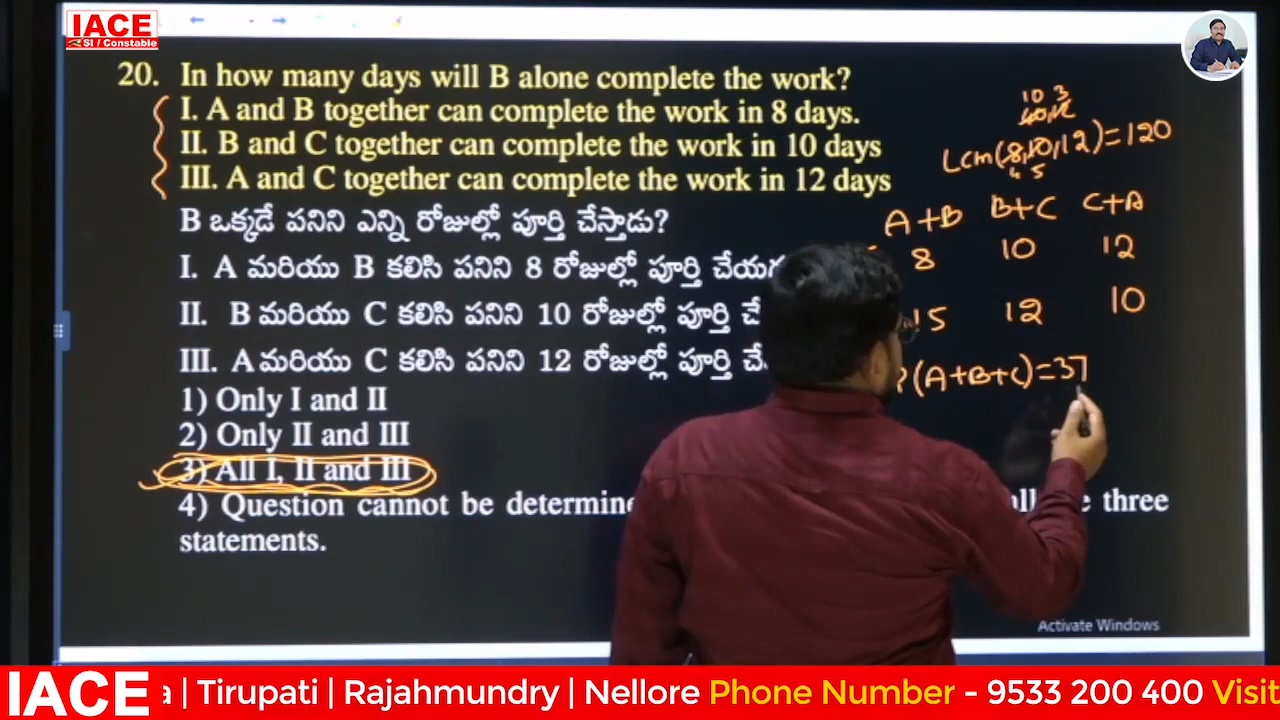 IACE
SI / Constable
20. In how many days will B alone complete the work?
I. A and B together can complete the work in 8 days.
II. B and C together can complete the work in 10 days
III. A and C together can complete the work in 12 days
B ఒక్కడే పనిని ఎన్ని రోజుల్లో పూర్తి చేస్తాడు?
I. A మరియు B కలిసి పనిని 8 రోజుల్లో పూర్తి
II. B మరియు C కలిసి పనిని 10 రోజుల్లో పూర్తి
III. A మరియు C కలిసి పనిని 12 రోజుల్లో పూర్తి
1) Only I and II
2) Only II and III
3) All I, II and III
4) Question cannot be three
statements.
10 3
Lcm(8,10,12)=120
4 5
A+B B+C C+A
8 10 12
15 12 10
(A+B+C)=37
Activate Windows
IACE
| Tirupati | Rajahmundry | Nellore Phone Number - 9533 200 400 Visit